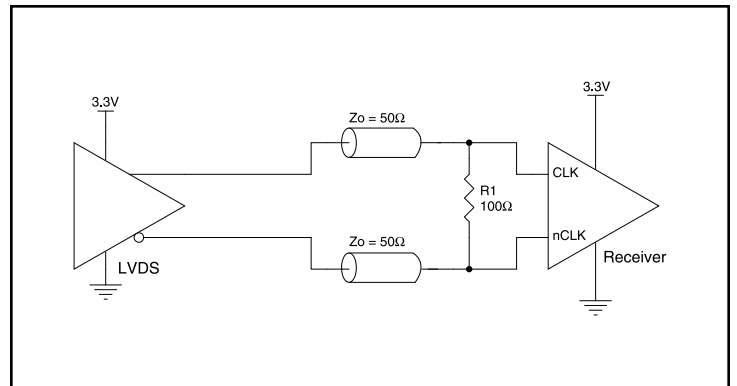 3.3V
3.3V
Zo = 50Ω
CLK
R1
100Ω
Zo = 50Ω
nCLK
Receiver
LVDS